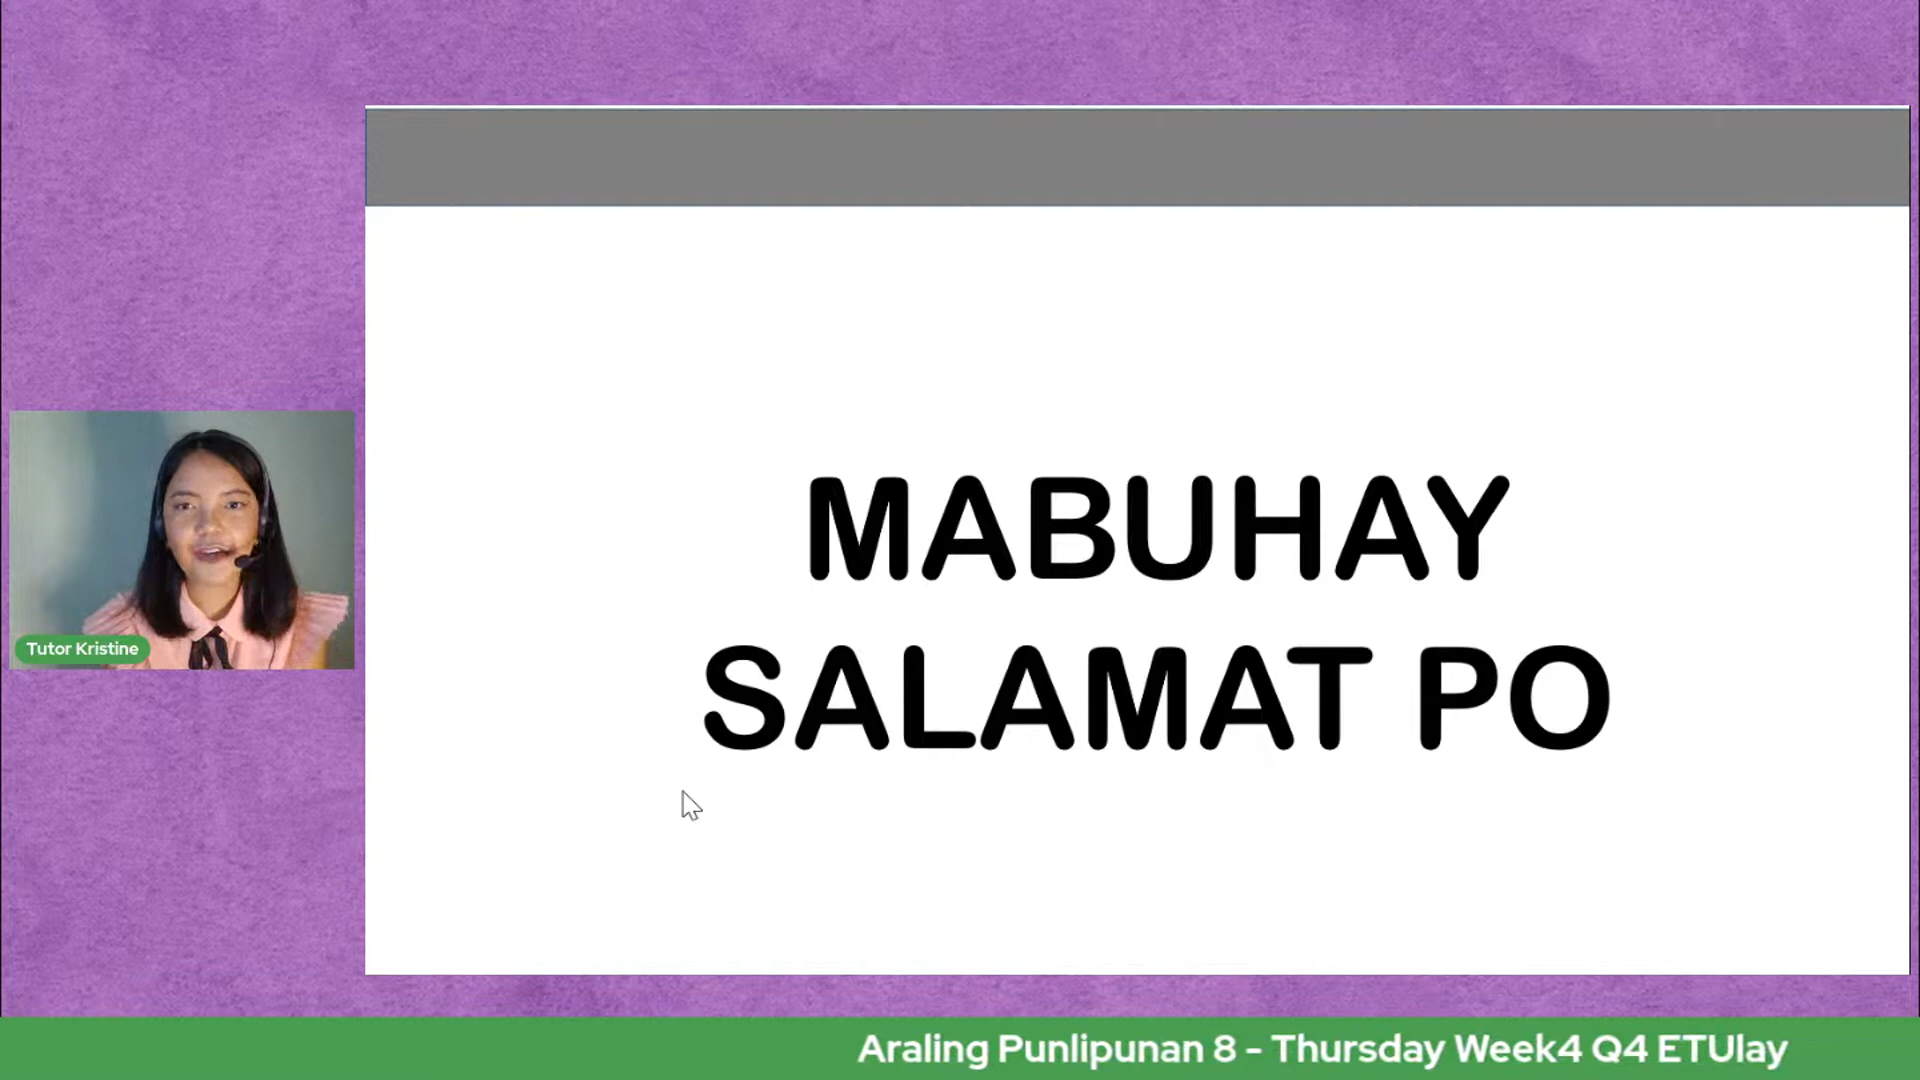 MABUHAY
SALAMAT PO
Tutor Kristine
Araling Punlipunan 8 - Thursday Week4 Q4 ETUlay